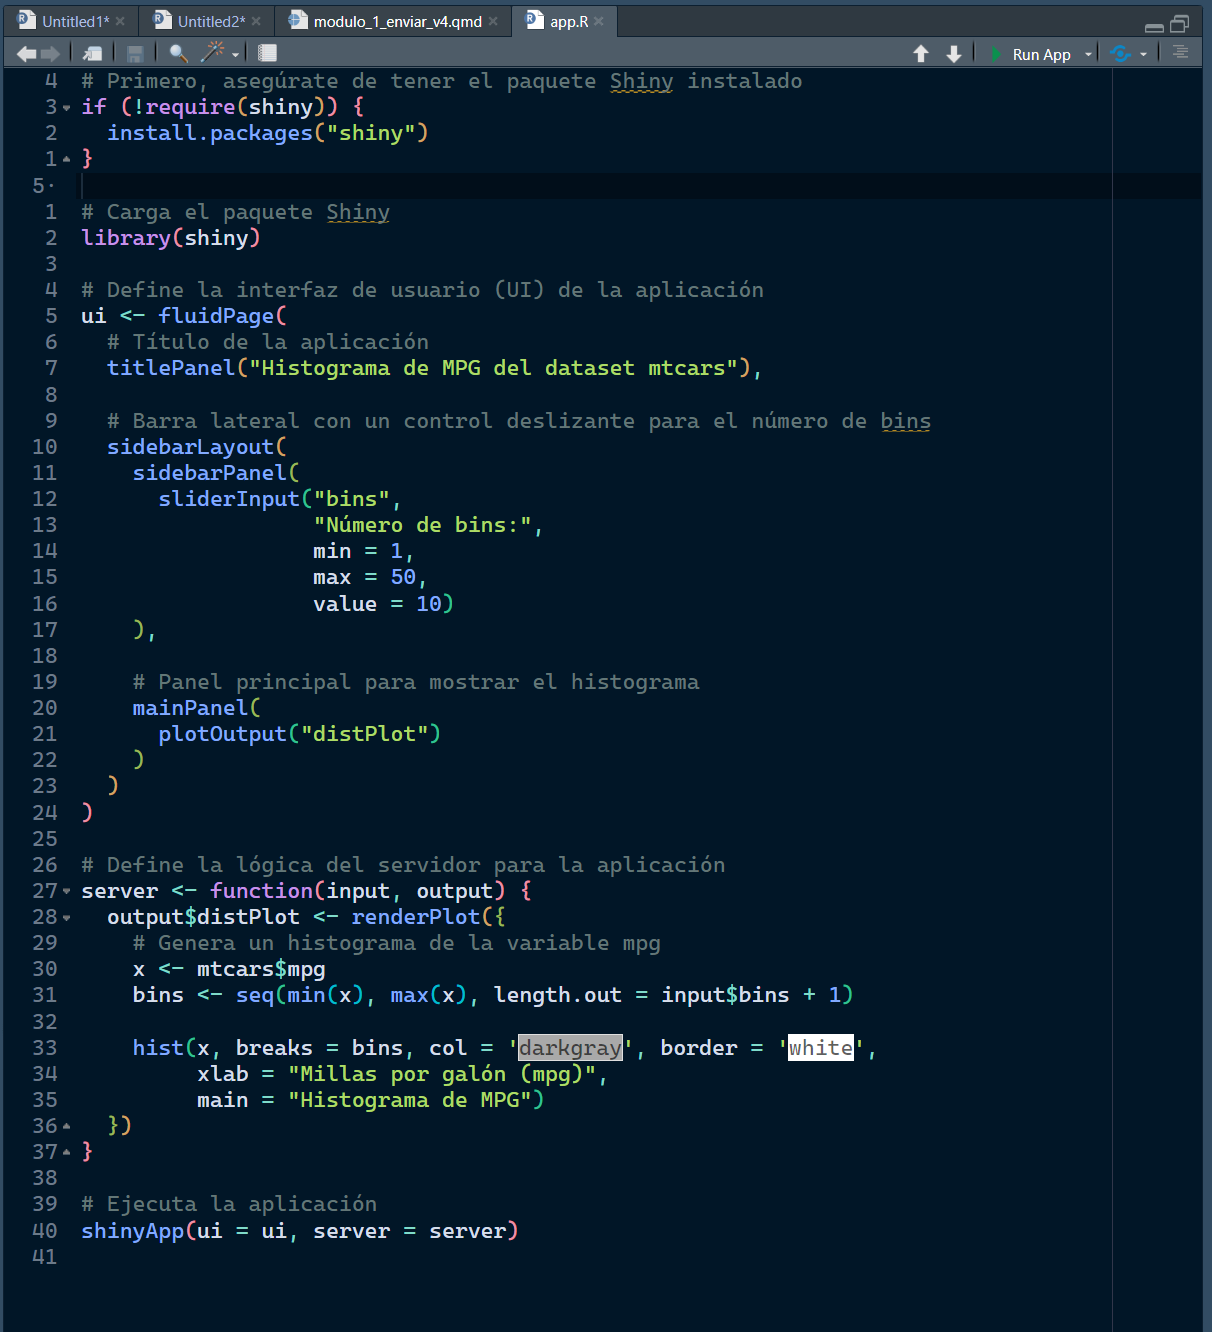 Untitled1* × Untitled2* × modulo_1_enviar_v4.qmd × app.R ×
Run App
4 # Primero, asegúrate de tener el paquete Shiny instalado
3 if (!require(shiny)) {
2   install.packages("shiny")
1 }
5
1 # Carga el paquete Shiny
2 library(shiny)
3
4 # Define la interfaz de usuario (UI) de la aplicación
5 ui <- fluidPage(
6   # Título de la aplicación
7   titlePanel("Histograma de MPG del dataset mtcars"),
8
9   # Barra lateral con un control deslizante para el número de bins
10   sidebarLayout(
11     sidebarPanel(
12       sliderInput("bins",
13                   "Número de bins:",
14                   min = 1,
15                   max = 50,
16                   value = 10)
17     ),
18
19     # Panel principal para mostrar el histograma
20     mainPanel(
21       plotOutput("distPlot")
22     )
23   )
24 )
25
26 # Define la lógica del servidor para la aplicación
27 server <- function(input, output) {
28   output$distPlot <- renderPlot({
29     # Genera un histograma de la variable mpg
30     x <- mtcars$mpg
31     bins <- seq(min(x), max(x), length.out = input$bins + 1)
32
33     hist(x, breaks = bins, col = 'darkgray', border = 'white',
34          xlab = "Millas por galón (mpg)",
35          main = "Histograma de MPG")
36   })
37 }
38
39 # Ejecuta la aplicación
40 shinyApp(ui = ui, server = server)
41